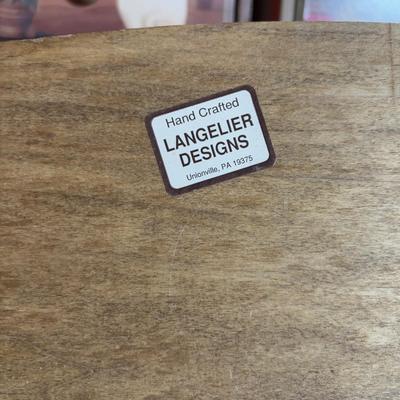 Hand Crafted
LANGELIER
DESIGNS
Unionville, PA 19375